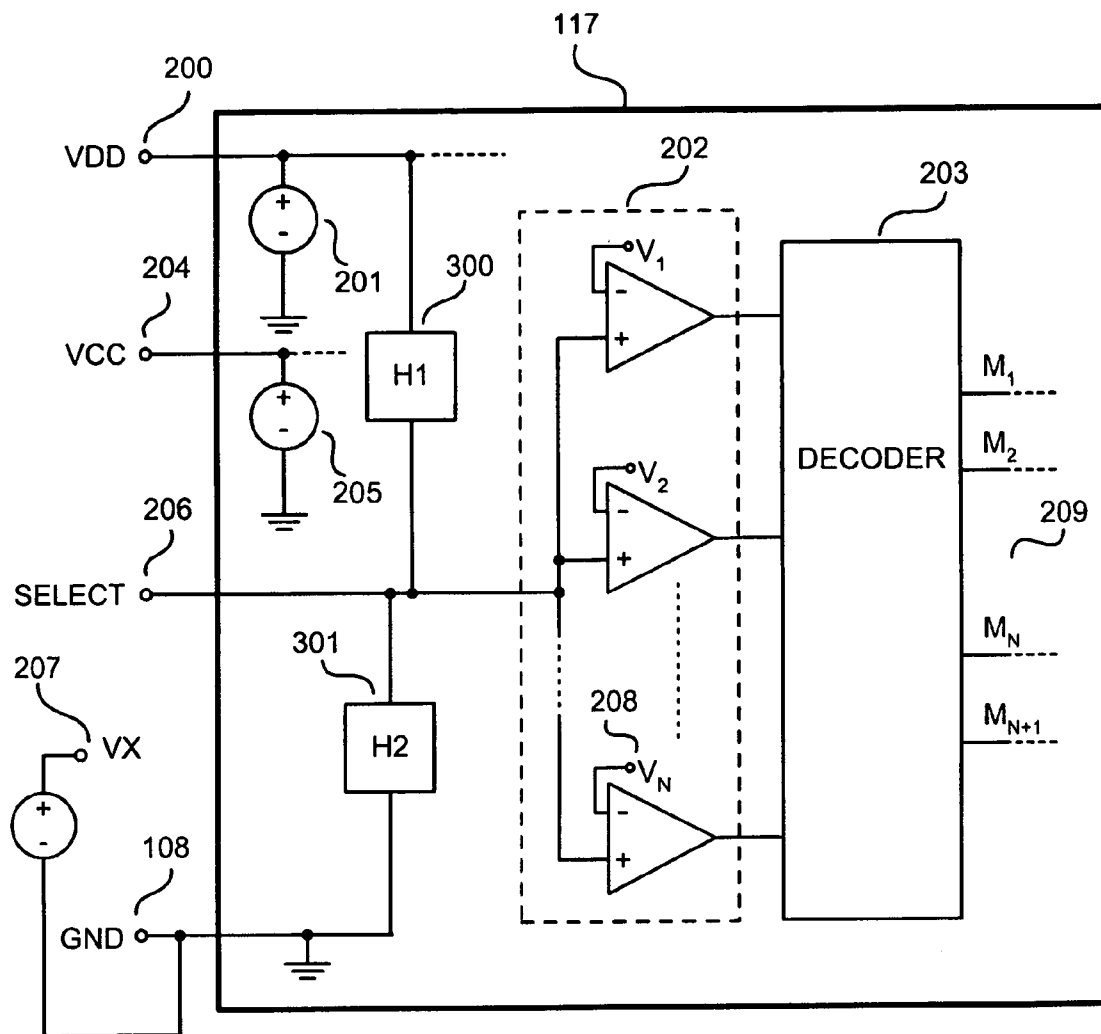 117
200
VDD
202
203
+
-
201
V1
-
+
204
300
VCC
H1
+
-
205
M1
DECODER
M2
V2
-
+
206
209
SELECT
301
MN
207
VX
H2
208
MN+1
VN
-
+
+
-
108
GND